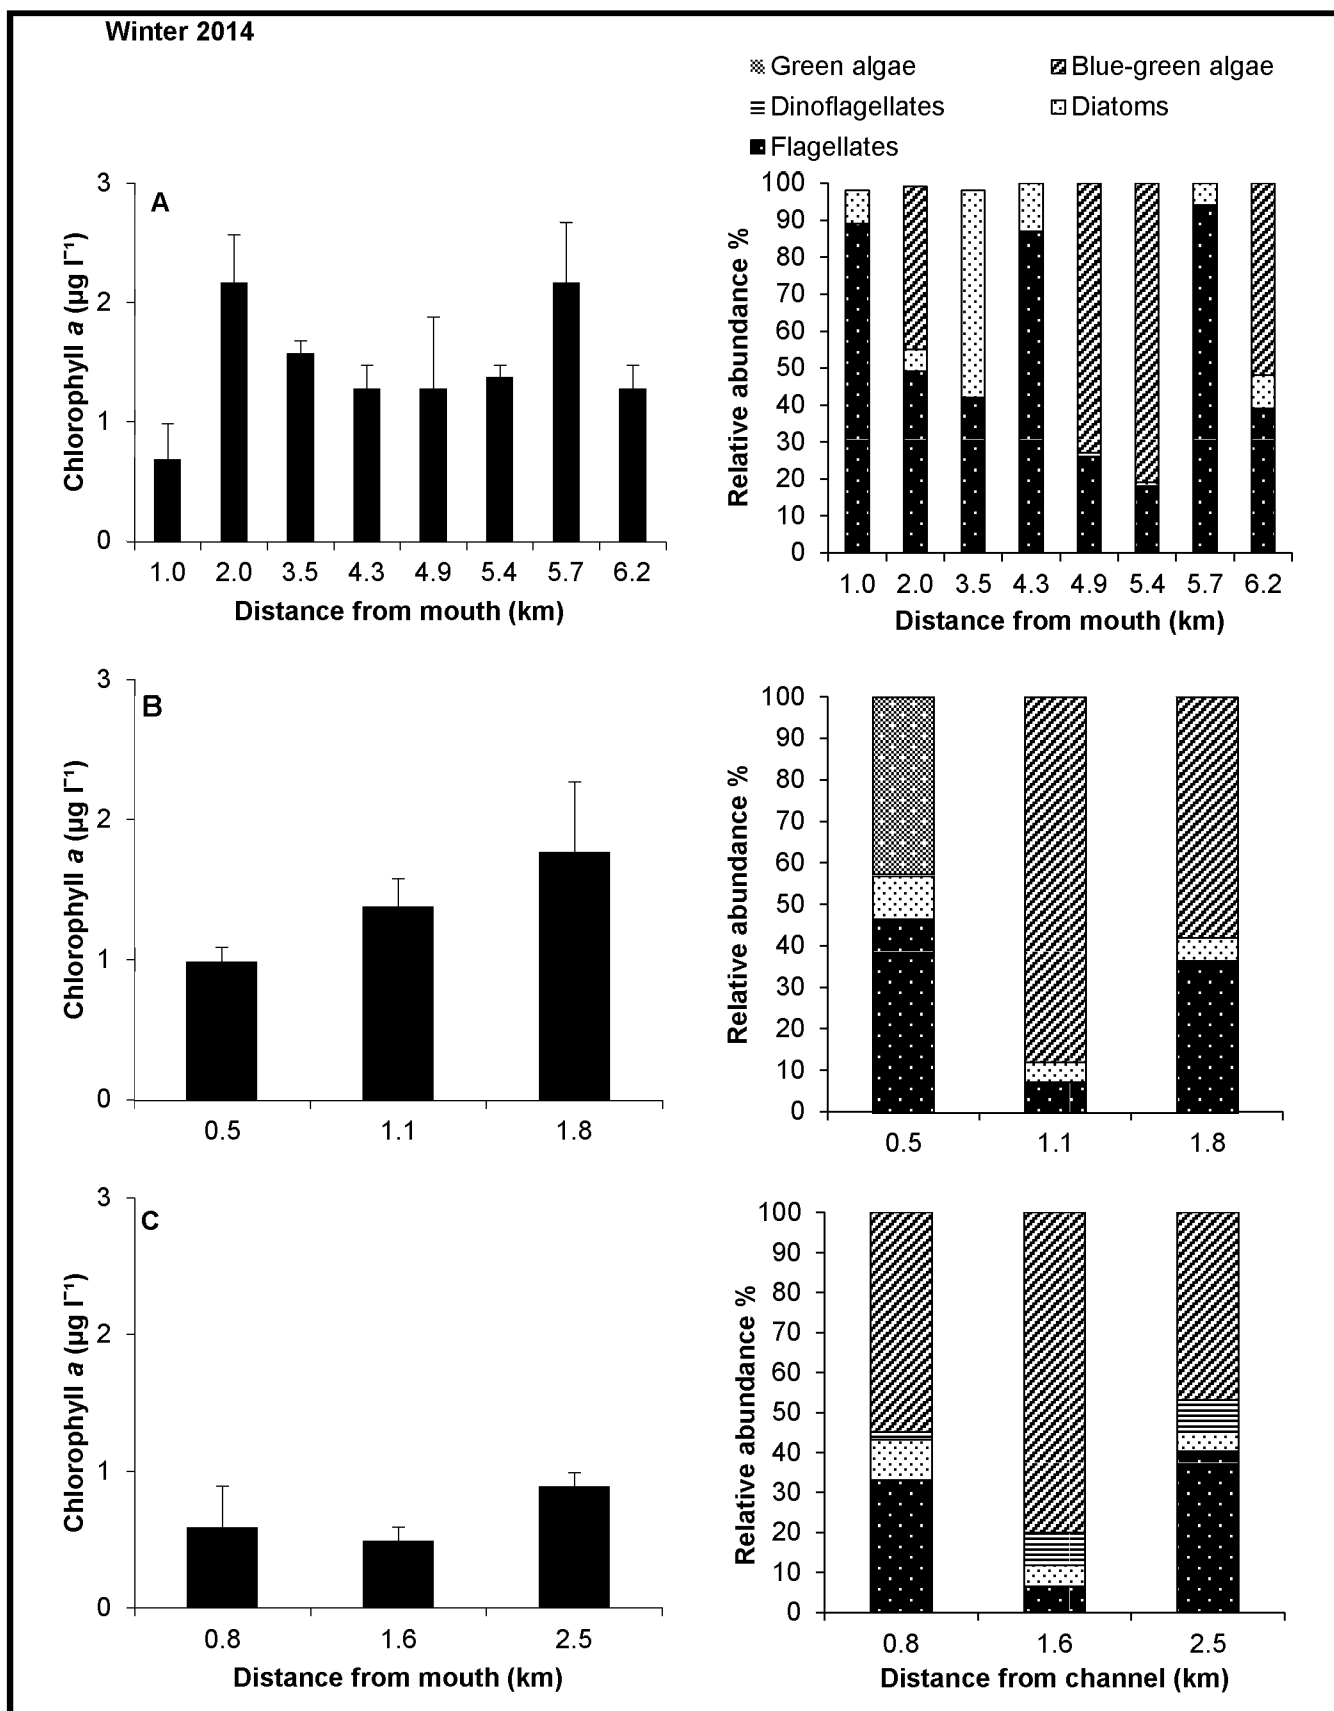 Winter 2014
Green algae
Blue-green algae
Dinoflagellates
Diatoms
Flagellates
A
Chlorophyll a (µg l⁻¹)
3
2
1
0
1.0 2.0 3.5 4.3 4.9 5.4 5.7 6.2
Distance from mouth (km)
Relative abundance %
100
90
80
70
60
50
40
30
20
10
0
1.0 2.0 3.5 4.3 4.9 5.4 5.7 6.2
Distance from mouth (km)
B
Chlorophyll a (µg l⁻¹)
3
2
1
0
0.5 1.1 1.8
Relative abundance %
100
90
80
70
60
50
40
30
20
10
0
0.5 1.1 1.8
C
Chlorophyll a (µg l⁻¹)
3
2
1
0
0.8 1.6 2.5
Distance from mouth (km)
Relative abundance %
100
90
80
70
60
50
40
30
20
10
0
0.8 1.6 2.5
Distance from channel (km)